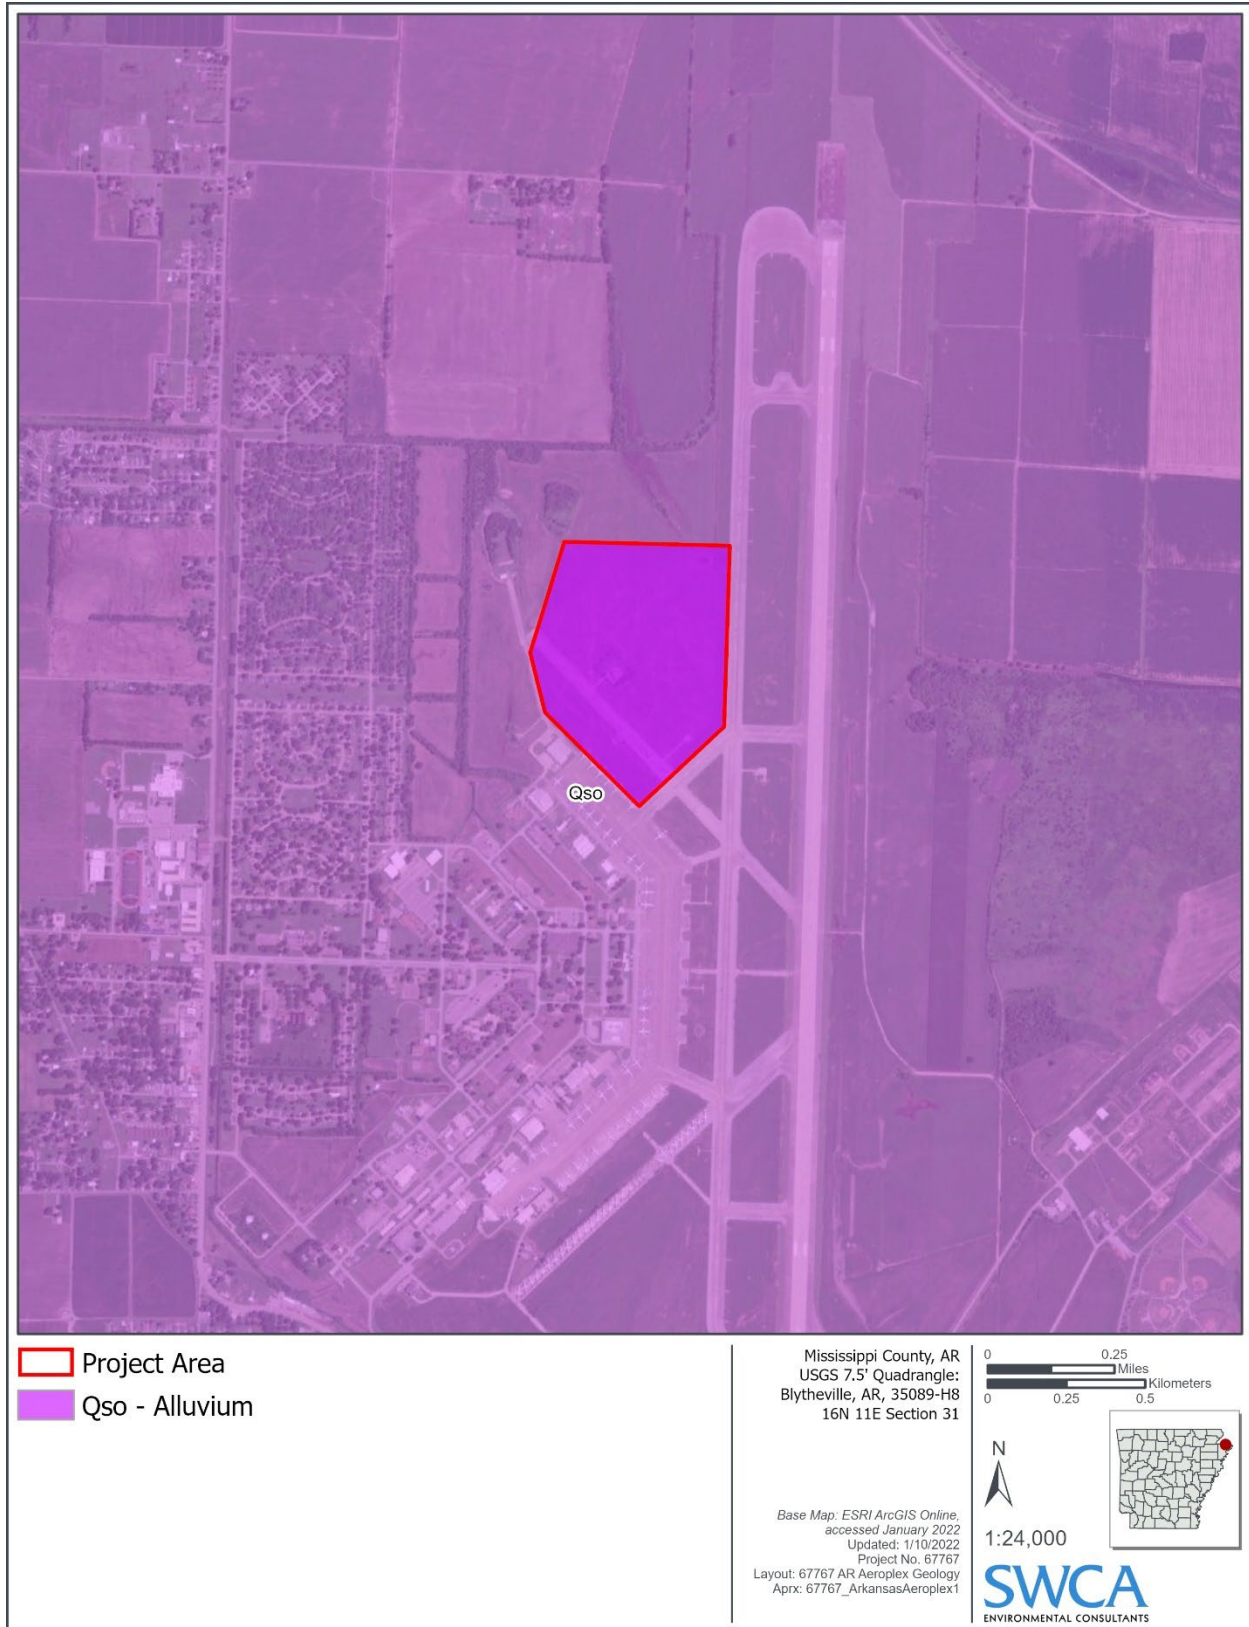 Qso
Project Area
Qso - Alluvium
Mississippi County, AR
USGS 7.5' Quadrangle:
Blytheville, AR, 35089-H8
16N 11E Section 31
Base Map: ESRI ArcGIS Online,
accessed January 2022
Updated: 1/10/2022
Project No. 67767
Layout: 67767 AR Aeroplex Geology
Aprx: 67767_ArkansasAeroplex1
0 0.25
Miles
Kilometers
0 0.25 0.5
N
1:24,000
SWCA
ENVIRONMENTAL CONSULTANTS